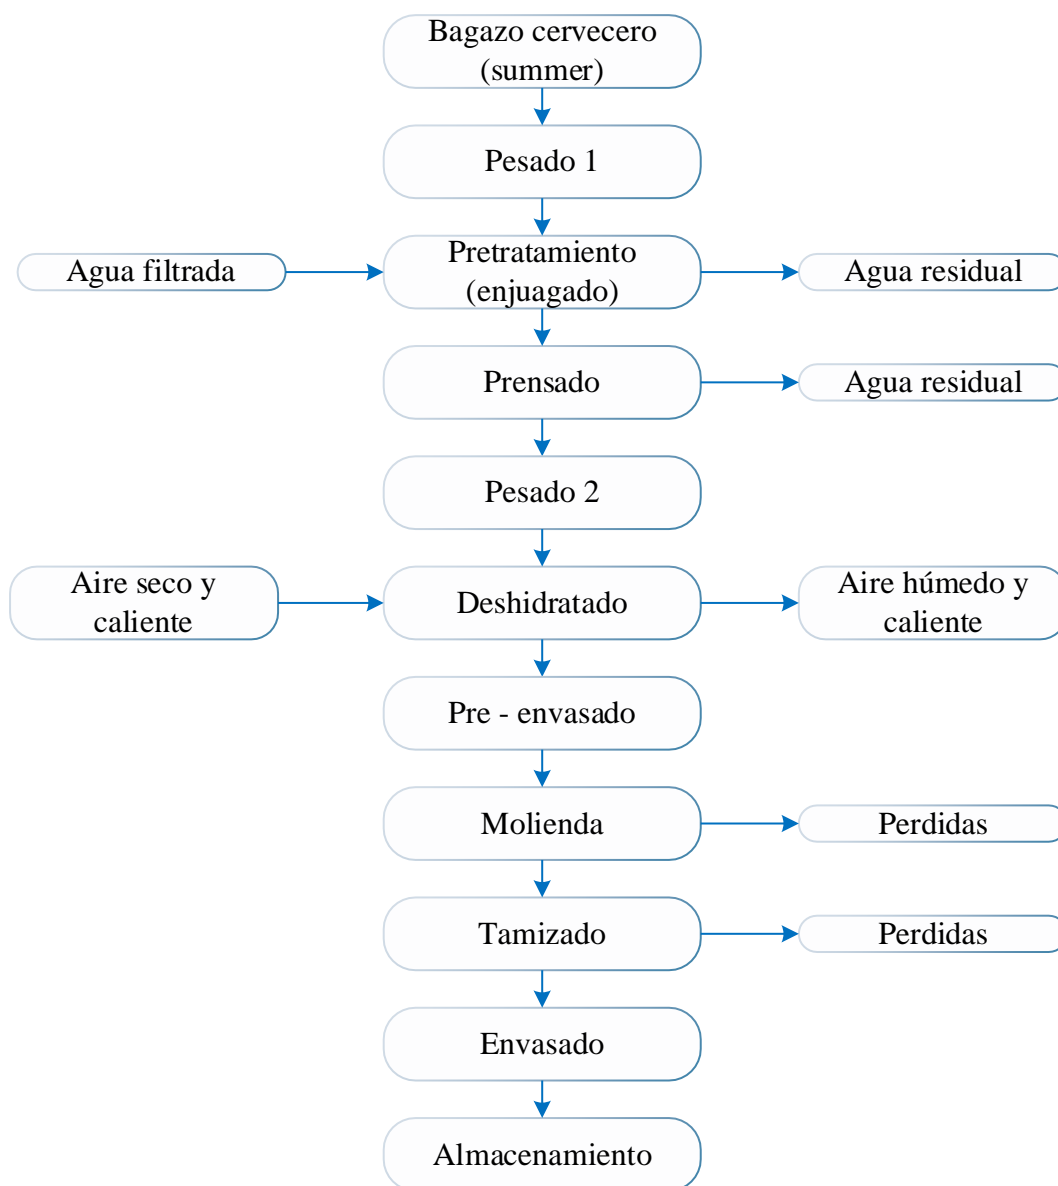 Bagazo cervecero
(summer)
Pesado 1
Agua filtrada
Pretratamiento
(enjuagado)
Agua residual
Prensado
Agua residual
Pesado 2
Aire seco y
caliente
Deshidratado
Aire húmedo y
caliente
Pre - envasado
Molienda
Perdidas
Tamizado
Perdidas
Envasado
Almacenamiento